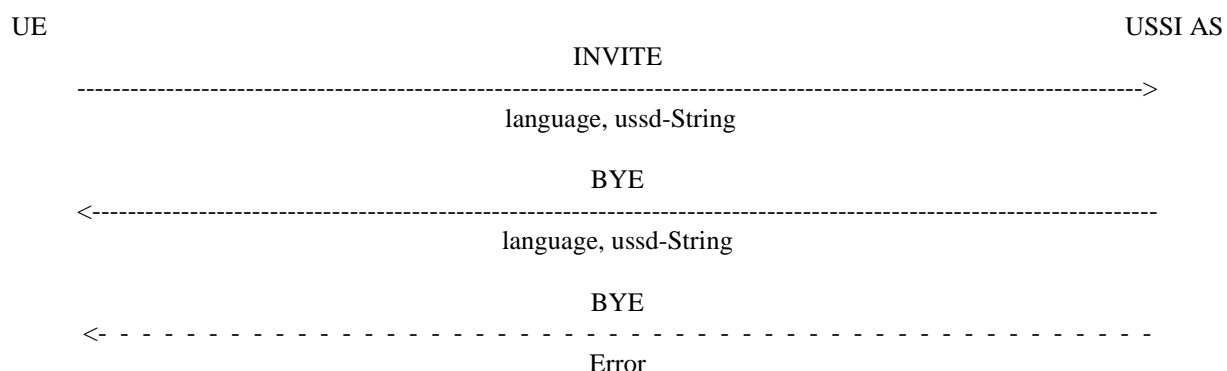 UE USSI AS
INVITE
language, ussd-String
BYE
language, ussd-String
BYE
Error